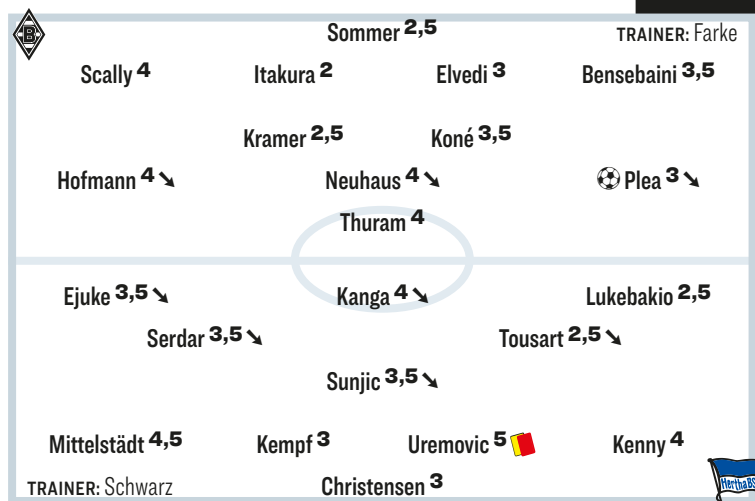 Sommer 2,5 TRAINER: Farke
Scally 4 Itakura 2 Elvedi 3 Bensebaini 3,5
Kramer 2,5 Koné 3,5
Hofmann 4 Neuhaus 4 Plea 3
Thuram 4
Ejuke 3,5 Kanga 4 Lukebakio 2,5
Serdar 3,5 Tousart 2,5
Sunjic 3,5
Mittelstädt 4,5 Kempf 3 Uremovic 5 Kenny 4
TRAINER: Schwarz Christensen 3 Hertha BS
B